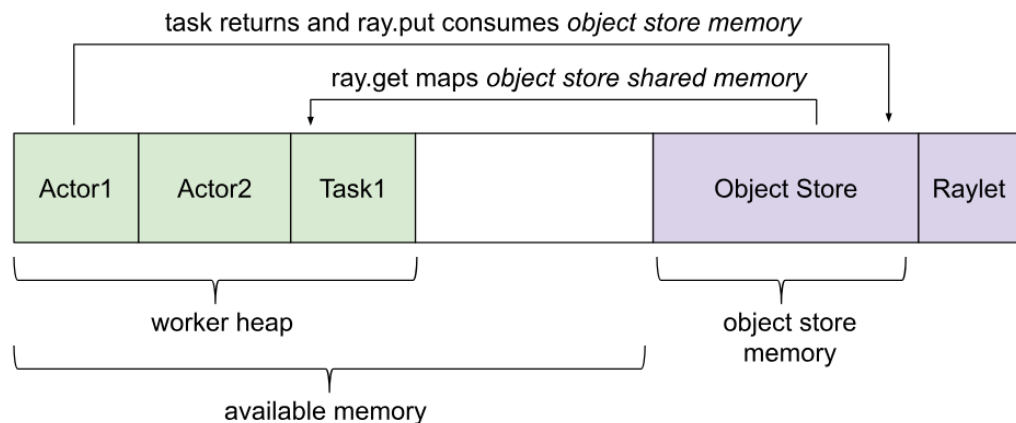 task returns and ray.put consumes object store memory
ray.get maps object store shared memory
Actor1
Actor2
Task1
Object Store
Raylet
worker heap
object store
memory
available memory